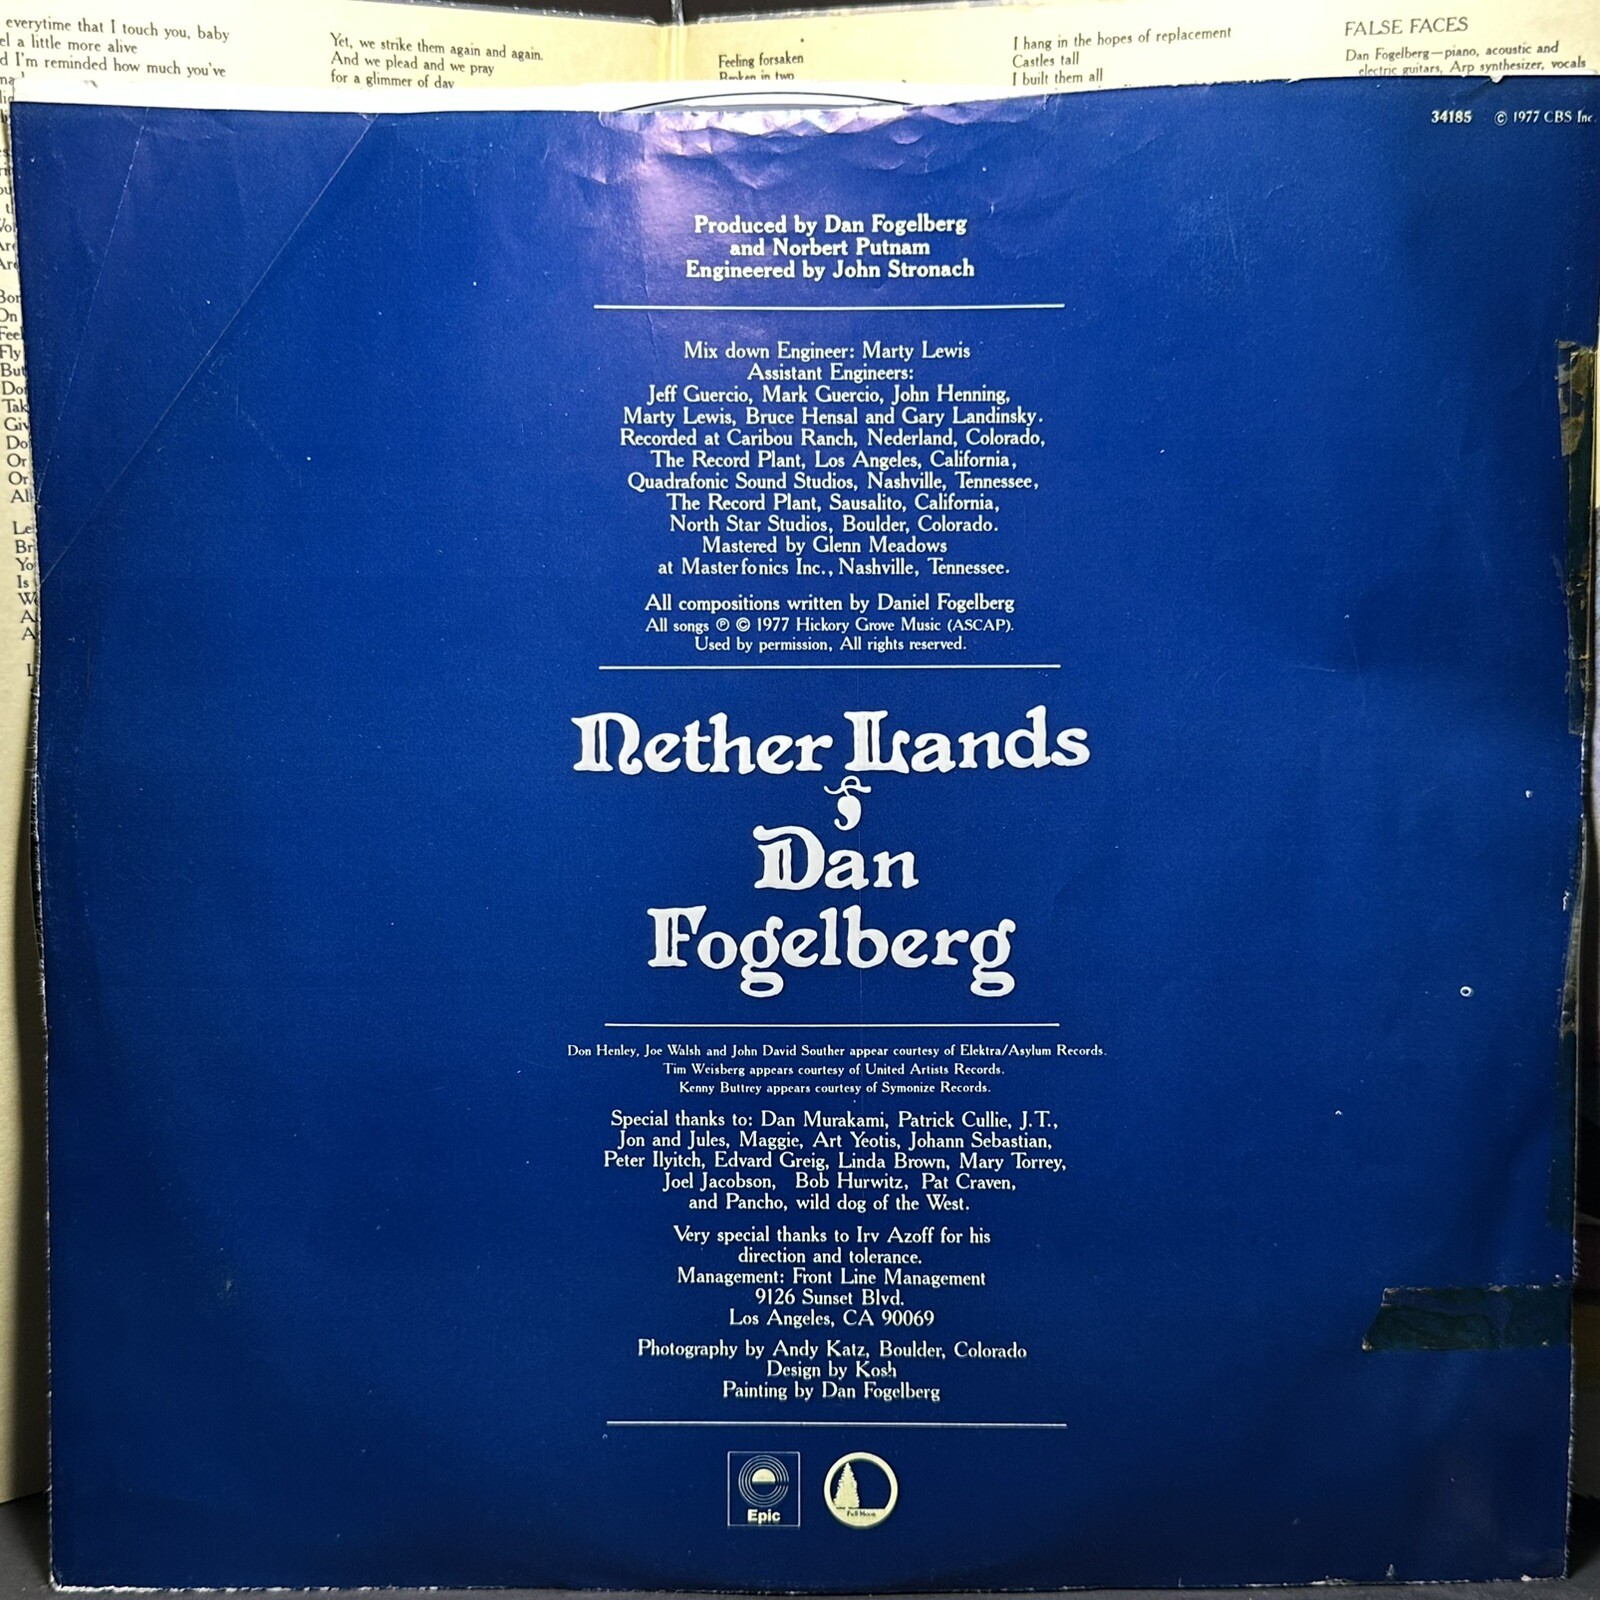 everytime that I touch you, baby
a little more alive
I'm reminded how much you've
Yet, we strike them again and again.
And we plead and we pray
for a glimmer of day
Feeling forsaken
Broken in two
I hang in the hopes of replacement
Castles tall
I built them all
FALSE FACES
Dan Fogelberg—piano, acoustic and
electric guitars, Arp synthesizer, vocals
34185 © 1977 CBS Inc.
Produced by Dan Fogelberg
and Norbert Putnam
Engineered by John Stronach
Mix down Engineer: Marty Lewis
Assistant Engineers:
Jeff Guercio, Mark Guercio, John Henning,
Marty Lewis, Bruce Hensal and Gary Landinsky.
Recorded at Caribou Ranch, Nederland, Colorado,
The Record Plant, Los Angeles, California,
Quadrafonic Sound Studios, Nashville, Tennessee,
The Record Plant, Sausalito, California,
North Star Studios, Boulder, Colorado.
Mastered by Glenn Meadows
at Masterfonics Inc., Nashville, Tennessee.
All compositions written by Daniel Fogelberg
All songs ℗ © 1977 Hickory Grove Music (ASCAP).
Used by permission, All rights reserved.
Nether Lands
Dan
Fogelberg
Don Henley, Joe Walsh and John David Souther appear courtesy of Elektra/Asylum Records.
Tim Weisberg appears courtesy of United Artists Records.
Kenny Buttrey appears courtesy of Symonize Records.
Special thanks to: Dan Murakami, Patrick Cullie, J.T.,
Jon and Jules, Maggie, Art Yeotis, Johann Sebastian,
Peter Ilyitch, Edvard Greig, Linda Brown, Mary Torrey,
Joel Jacobson, Bob Hurwitz, Pat Craven,
and Pancho, wild dog of the West.
Very special thanks to Irv Azoff for his
direction and tolerance.
Management: Front Line Management
9126 Sunset Blvd.
Los Angeles, CA 90069
Photography by Andy Katz, Boulder, Colorado
Design by Kosh
Painting by Dan Fogelberg
Epic
Full Moon